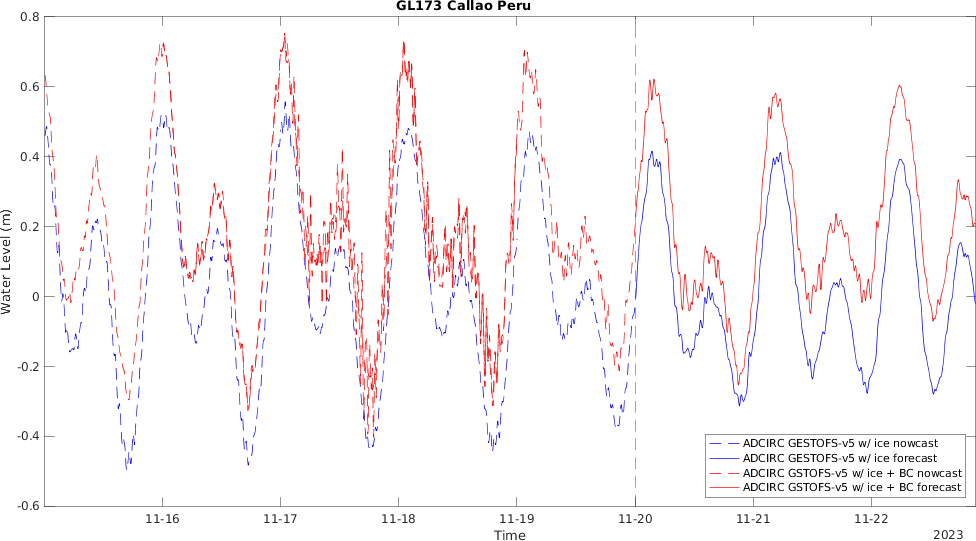 GL173 Callao Peru
Water Level (m)
0.8
0.6
0.4
0.2
0
-0.2
-0.4
-0.6
11-16
11-17
11-18
11-19
11-20
11-21
11-22
Time
2023
ADCIRC GESTOFS-v5 w/ ice nowcast
ADCIRC GESTOFS-v5 w/ ice forecast
ADCIRC GSTOFS-v5 w/ ice + BC nowcast
ADCIRC GSTOFS-v5 w/ ice + BC forecast